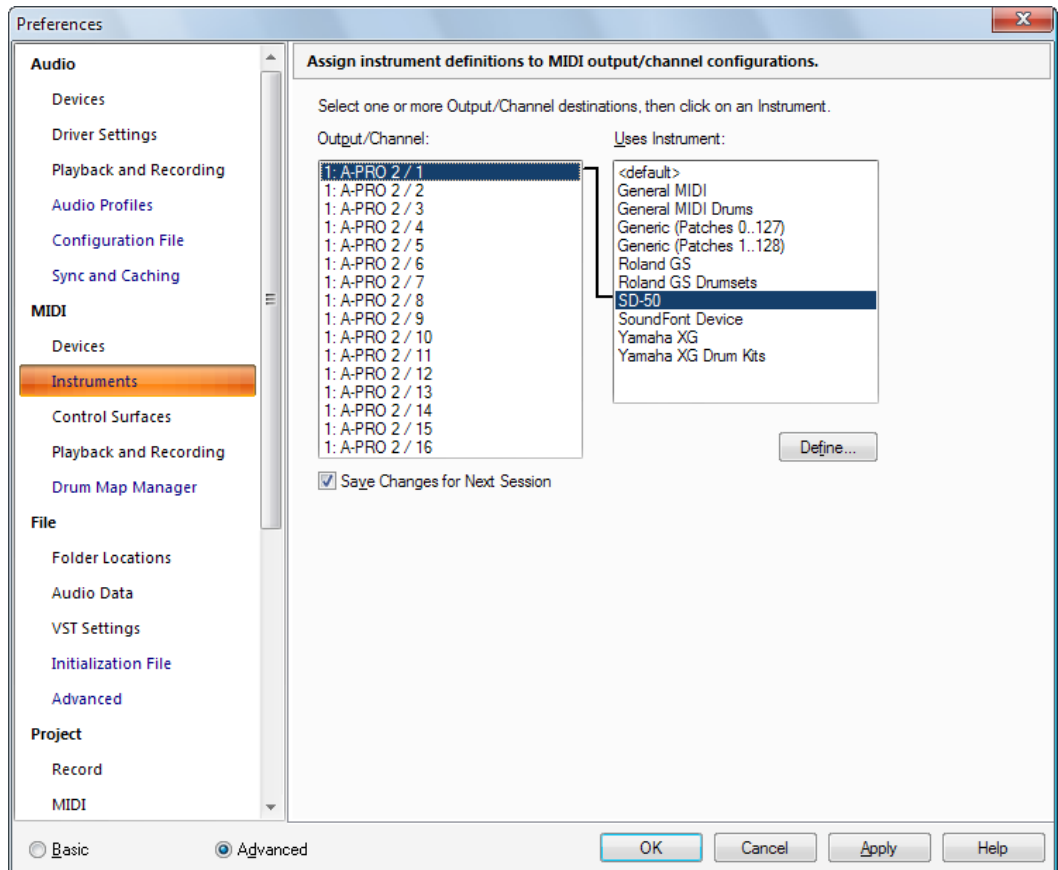 Preferences
Audio
Devices
Driver Settings
Playback and Recording
Audio Profiles
Configuration File
Sync and Caching
MIDI
Devices
Instruments
Control Surfaces
Playback and Recording
Drum Map Manager
File
Folder Locations
Audio Data
VST Settings
Initialization File
Advanced
Project
Record
MIDI
Basic
Advanced
Assign instrument definitions to MIDI output/channel configurations.
Select one or more Output/Channel destinations, then click on an Instrument.
Output/Channel:
1: A-PRO 2 / 1
1: A-PRO 2 / 2
1: A-PRO 2 / 3
1: A-PRO 2 / 4
1: A-PRO 2 / 5
1: A-PRO 2 / 6
1: A-PRO 2 / 7
1: A-PRO 2 / 8
1: A-PRO 2 / 9
1: A-PRO 2 / 10
1: A-PRO 2 / 11
1: A-PRO 2 / 12
1: A-PRO 2 / 13
1: A-PRO 2 / 14
1: A-PRO 2 / 15
1: A-PRO 2 / 16
Uses Instrument:
<default>
General MIDI
General MIDI Drums
Generic (Patches 0..127)
Generic (Patches 1..128)
Roland GS
Roland GS Drumsets
SD-50
SoundFont Device
Yamaha XG
Yamaha XG Drum Kits
Define...
Save Changes for Next Session
OK
Cancel
Apply
Help